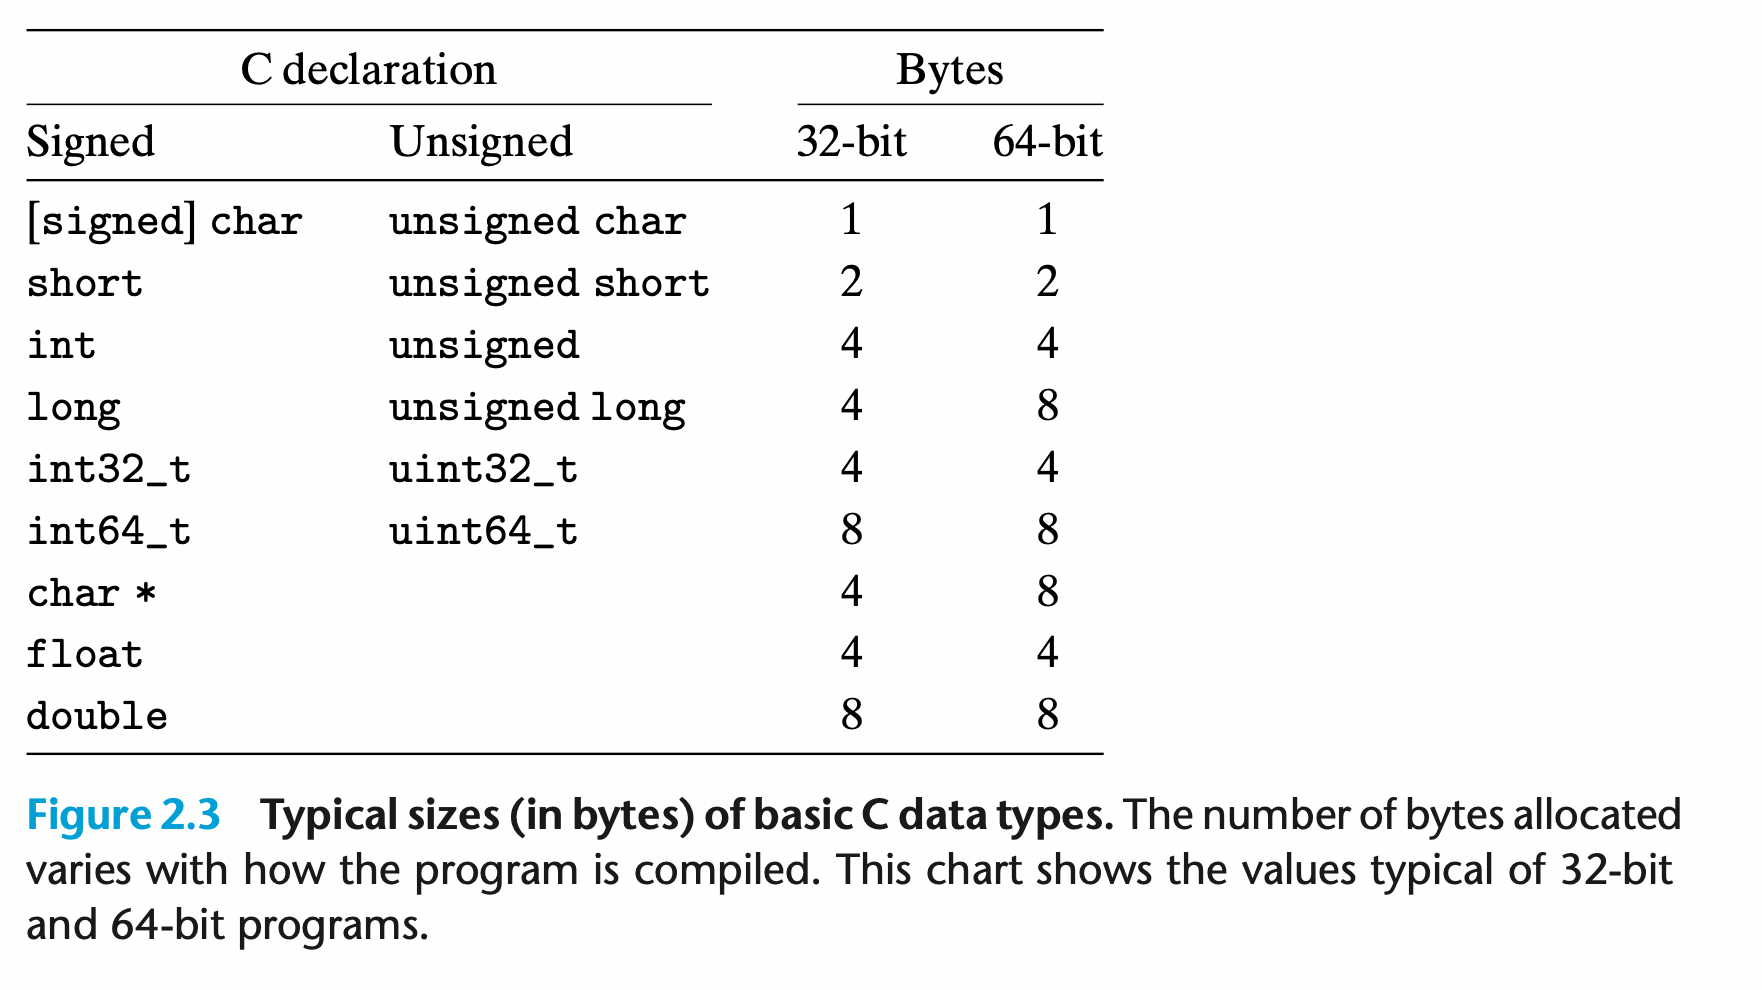 C declaration Bytes
Signed Unsigned 32-bit 64-bit
[signed] char unsigned char 1 1
short unsigned short 2 2
int unsigned 4 4
long unsigned long 4 8
int32_t uint32_t 4 4
int64_t uint64_t 8 8
char * 4 8
float 4 4
double 8 8
Figure 2.3 Typical sizes (in bytes) of basic C data types. The number of bytes allocated
varies with how the program is compiled. This chart shows the values typical of 32-bit
and 64-bit programs.